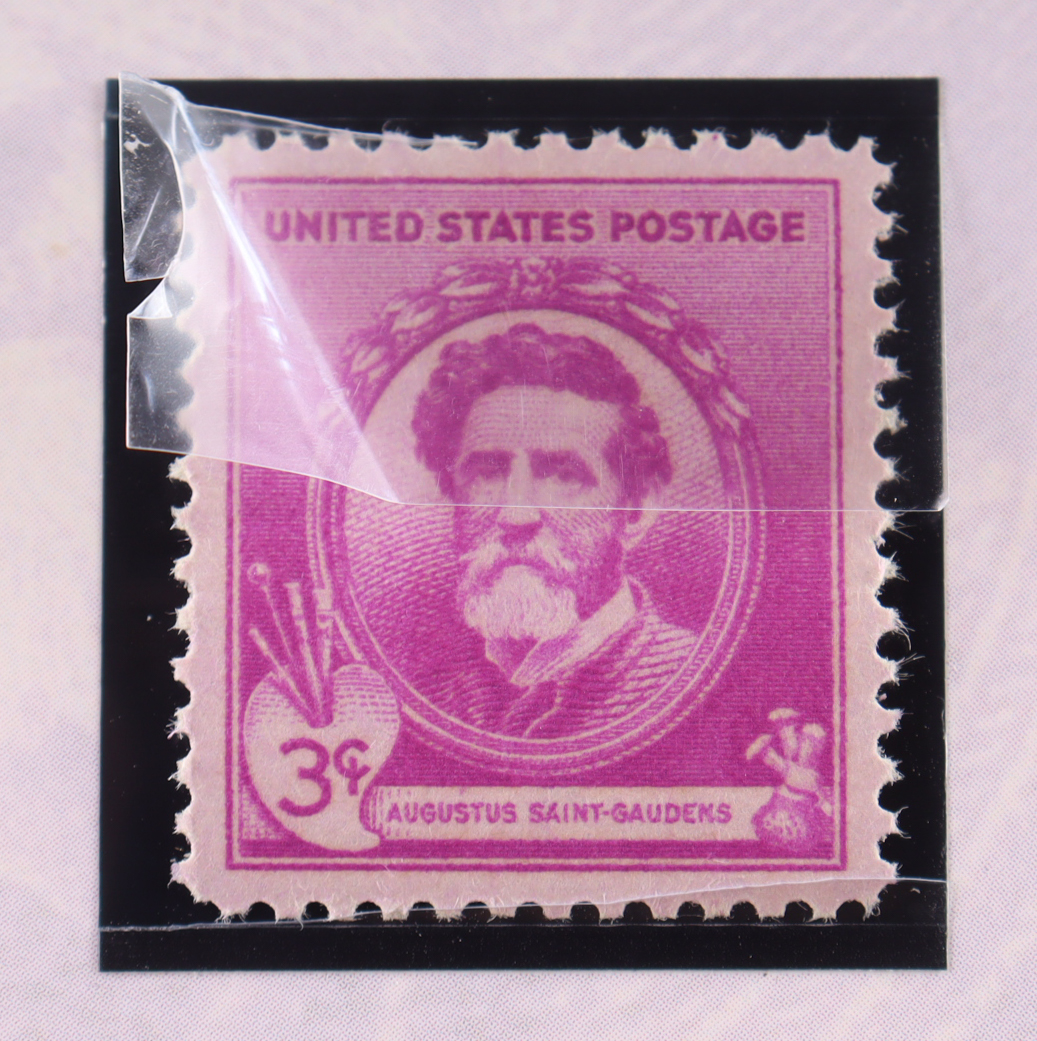 UNITED STATES POSTAGE
3¢
AUGUSTUS SAINT-GAUDENS